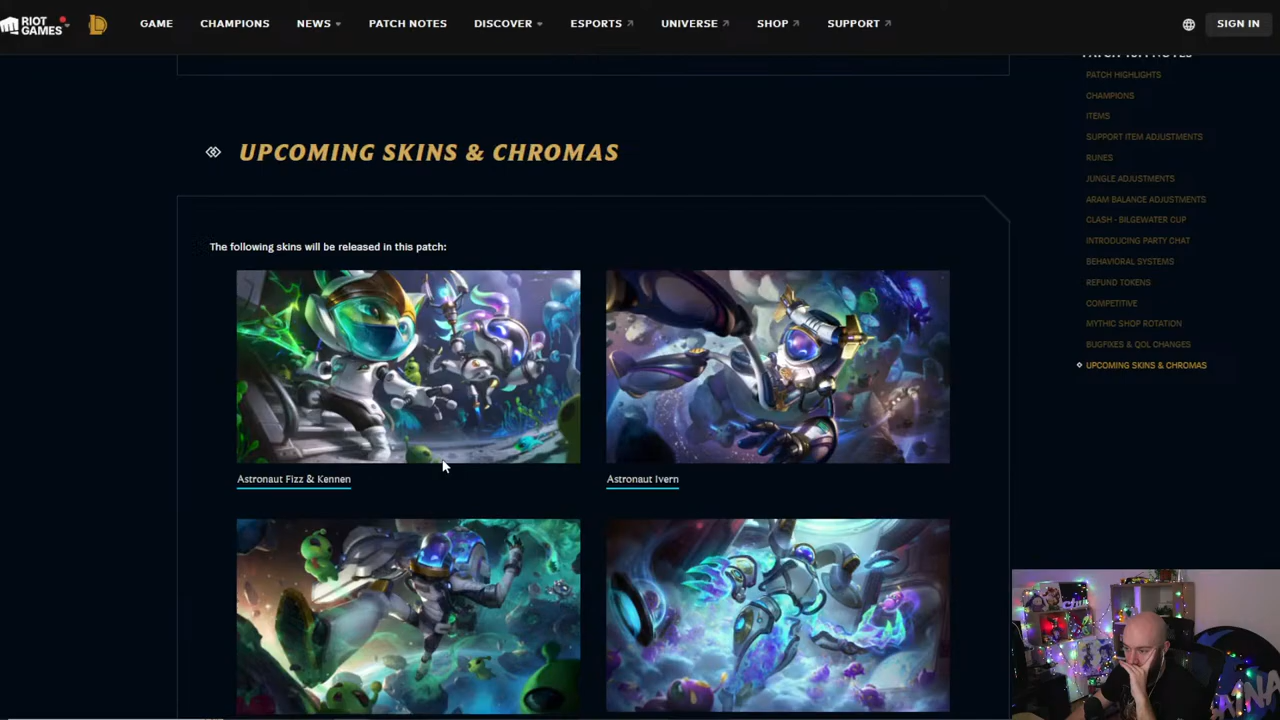 RIOT GAMES
GAME
CHAMPIONS
NEWS
PATCH NOTES
DISCOVER
ESPORTS
UNIVERSE
SHOP
SUPPORT
SIGN IN
UPCOMING SKINS & CHROMAS
The following skins will be released in this patch:
Astronaut Fizz & Kennen
Astronaut Ivern
PATCH HIGHLIGHTS
CHAMPIONS
ITEMS
SUPPORT ITEM ADJUSTMENTS
RUNES
JUNGLE ADJUSTMENTS
ARAM BALANCE ADJUSTMENTS
CLASH - BILGEWATER CUP
INTRODUCING PARTY CHAT
BEHAVIORAL SYSTEMS
REFUND TOKENS
COMPETITIVE
MYTHIC SHOP ROTATION
BUGFIXES & QOL CHANGES
UPCOMING SKINS & CHROMAS